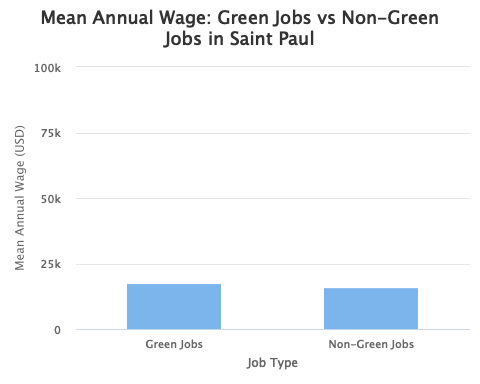 Mean Annual Wage: Green Jobs vs Non-Green
Jobs in Saint Paul
100k
75k
50k
25k
0
Mean Annual Wage (USD)
Green Jobs
Non-Green Jobs
Job Type